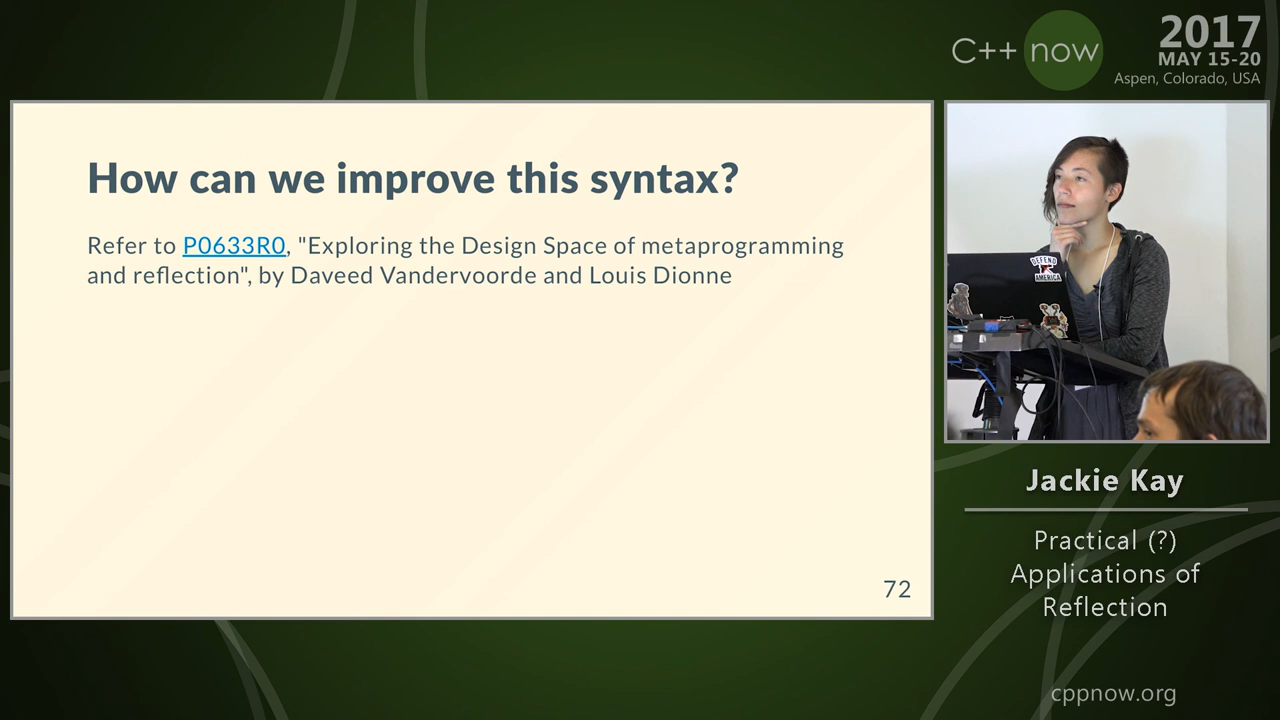 C++ now
2017
MAY 15-20
Aspen, Colorado, USA
How can we improve this syntax?
Refer to P0633R0, "Exploring the Design Space of metaprogramming
and reflection", by Daveed Vandervoorde and Louis Dionne
72
DEFEND
AMERICA
Jackie Kay
Practical (?)
Applications of
Reflection
cppnow.org